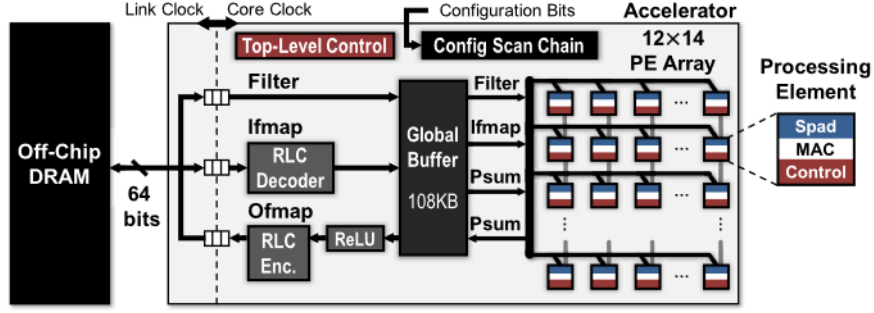 Link Clock
Core Clock
Configuration Bits
Accelerator
Top-Level Control
Config Scan Chain
12×14
PE Array
Processing
Element
Off-Chip
DRAM
64
bits
Filter
Ifmap
RLC
Decoder
Ofmap
RLC
Enc.
ReLU
Global
Buffer
108KB
Filter
Ifmap
Psum
Psum
...
...
...
...
...
...
Spad
MAC
Control